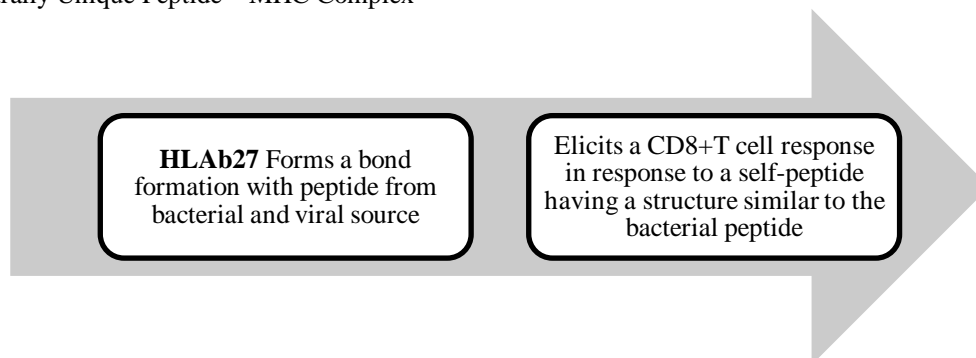 Unique Peptide – MHC Complex
HLAb27 Forms a bond
formation with peptide from
bacterial and viral source
Elicits a CD8+T cell response
in response to a self-peptide
having a structure similar to the
bacterial peptide